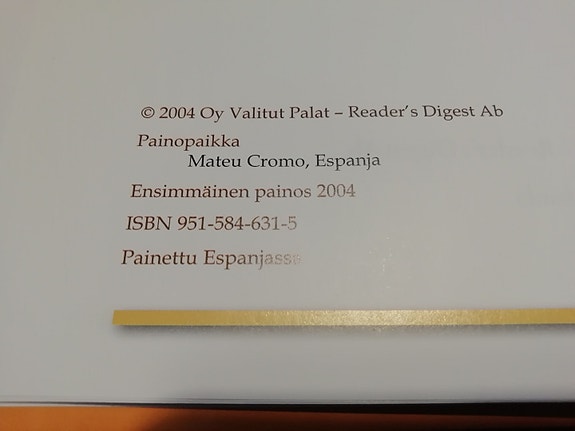 © 2004 Oy Valitut Palat – Reader's Digest Ab
Painopaikka
Mateu Cromo, Espanja
Ensimmäinen painos 2004
ISBN 951-584-631-5
Painettu Espanjassa